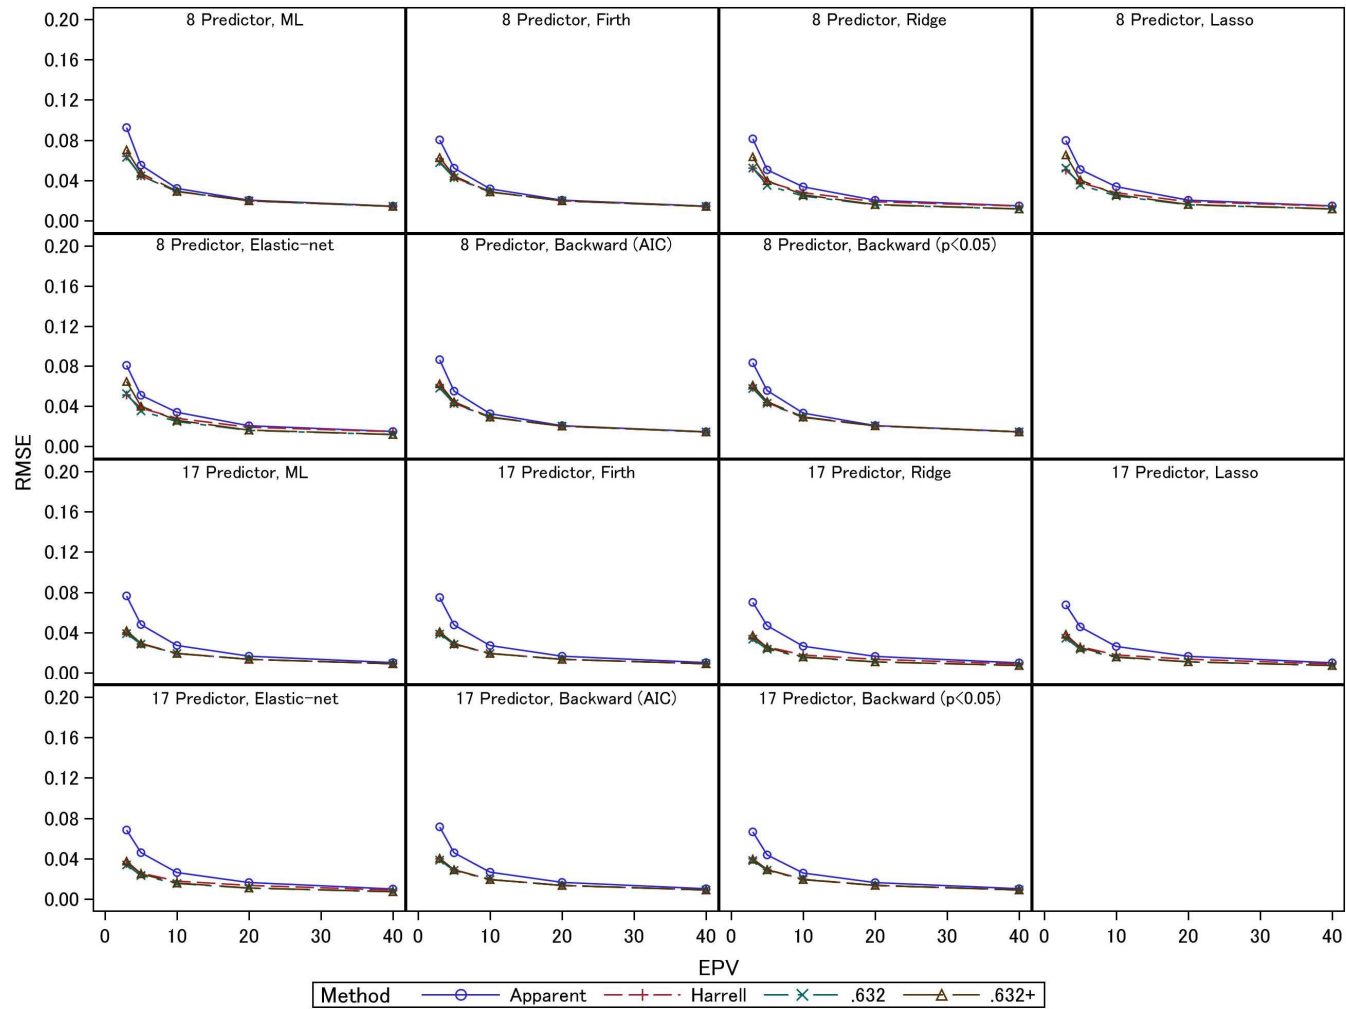 8 Predictor, ML
8 Predictor, Firth
8 Predictor, Ridge
8 Predictor, Lasso
0.20
0.16
0.12
0.08
0.04
0.00
8 Predictor, Elastic-net
8 Predictor, Backward (AIC)
8 Predictor, Backward (p<0.05)
0.20
0.16
0.12
0.08
0.04
0.00
RMSE
17 Predictor, ML
17 Predictor, Firth
17 Predictor, Ridge
17 Predictor, Lasso
0.20
0.16
0.12
0.08
0.04
0.00
17 Predictor, Elastic-net
17 Predictor, Backward (AIC)
17 Predictor, Backward (p<0.05)
0.20
0.16
0.12
0.08
0.04
0.00
0 10 20 30 40 0 10 20 30 40 0 10 20 30 40 0 10 20 30 40
EPV
Method Apparent Harrell .632 .632+